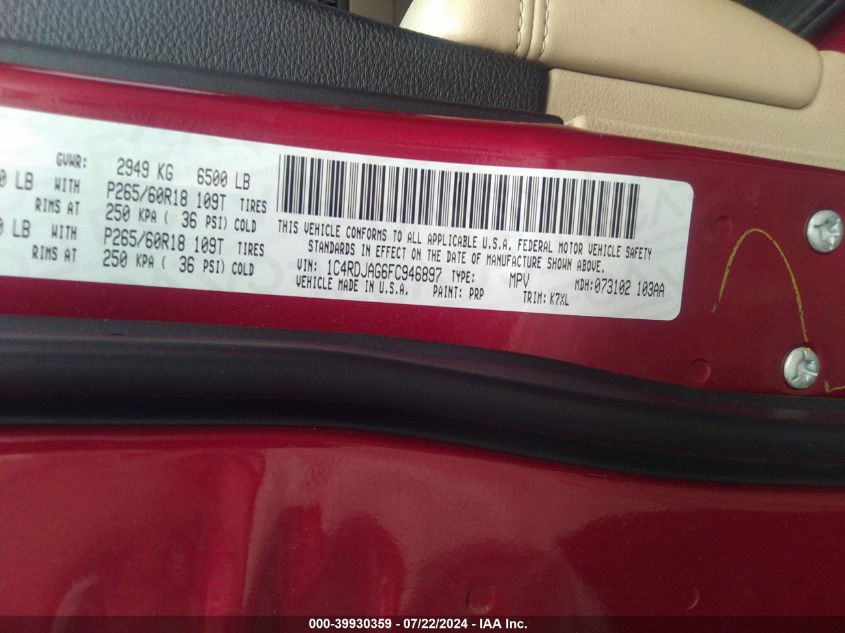 GVWR: 2949 KG 6500 LB
0 LB WITH P265/60R18 109T TIRES
RIMS AT 250 KPA ( 36 PSI) COLD
0 LB WITH P265/60R18 109T TIRES
RIMS AT 250 KPA ( 36 PSI) COLD
THIS VEHICLE CONFORMS TO ALL APPLICABLE U.S.A. FEDERAL MOTOR VEHICLE SAFETY
STANDARDS IN EFFECT ON THE DATE OF MANUFACTURE SHOWN ABOVE.
VIN: 1C4RDJAG6FC946897 TYPE: MPV MDH:073102 103AA
VEHICLE MADE IN U.S.A. PAINT: PRP TRIM: K7XL
000-39930359 - 07/22/2024 - IAA Inc.